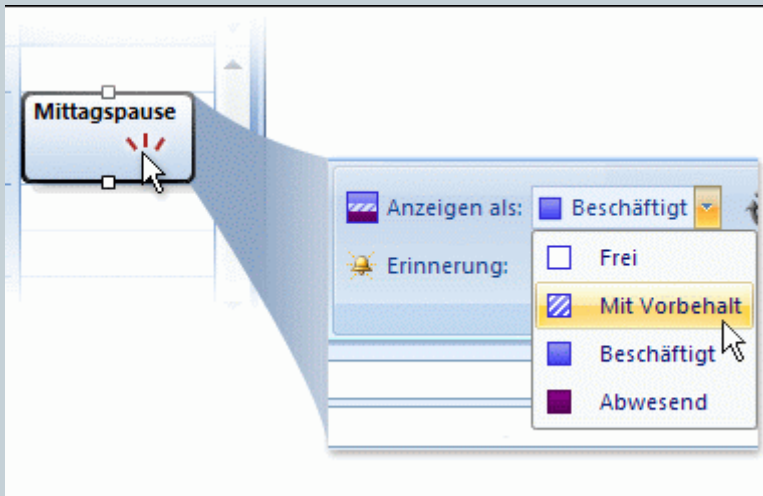 Mittagspause
Anzeigen als: Beschäftigt
Erinnerung:
Frei
Mit Vorbehalt
Beschäftigt
Abwesend